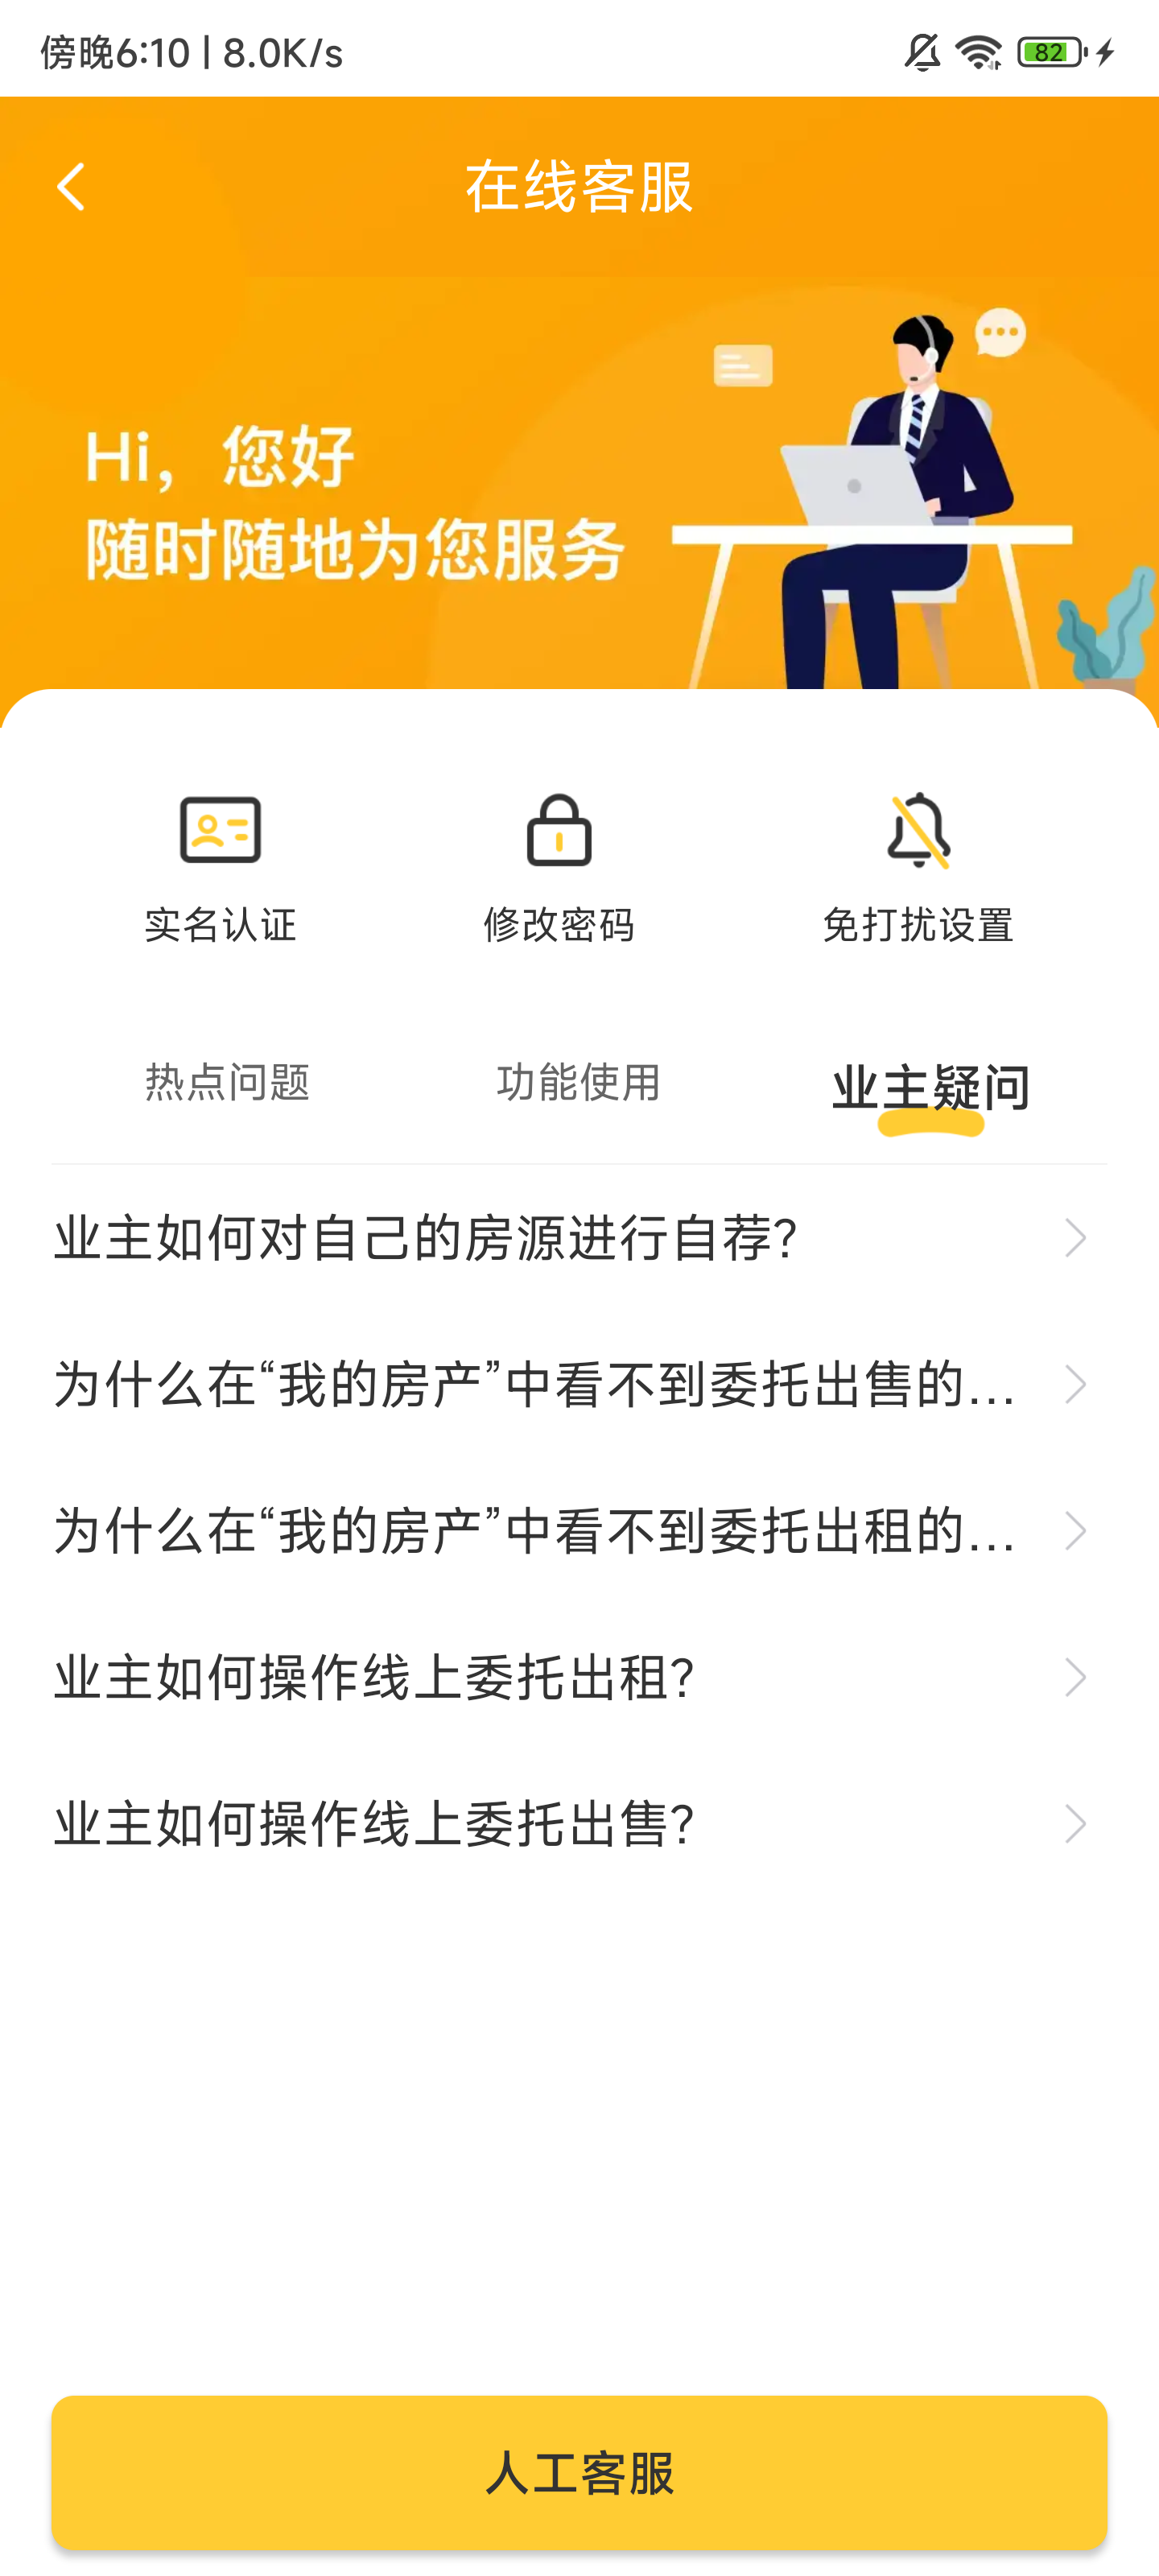 傍晚6:10 | 8.0K/s
82
在线客服
Hi，您好
随时随地为您服务
实名认证
修改密码
免打扰设置
热点问题
功能使用
业主疑问
业主如何对自己的房源进行自荐?
为什么在“我的房产”中看不到委托出售的...
为什么在“我的房产”中看不到委托出租的...
业主如何操作线上委托出租?
业主如何操作线上委托出售?
人工客服